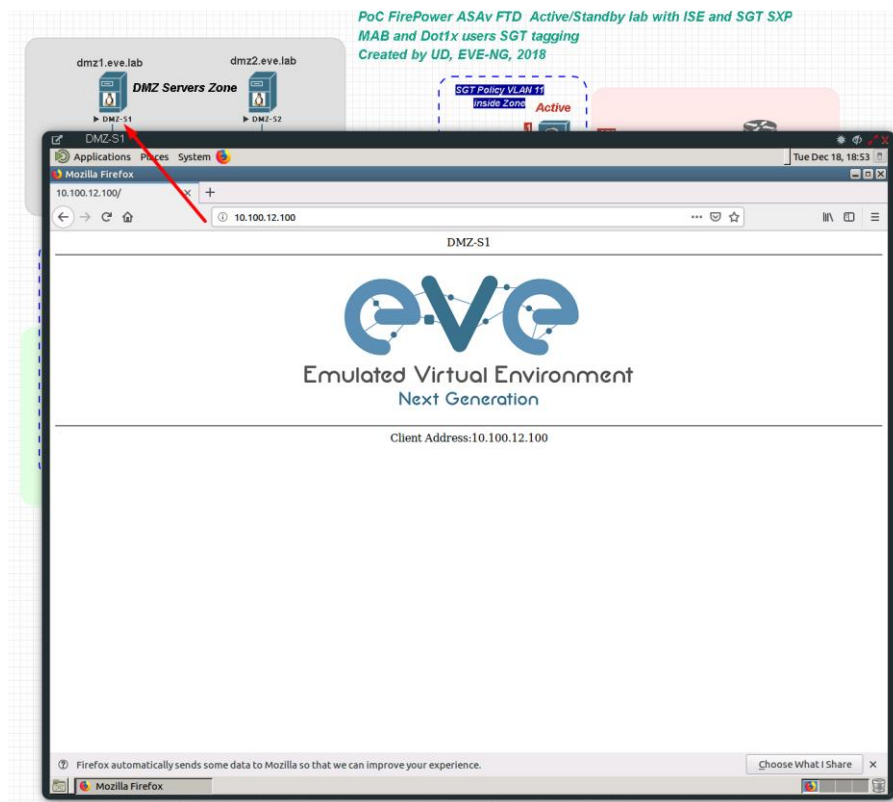 PoC FirePower ASAv FTD Active/Standby lab with ISE and SGT SXP
MAB and Dot1x users SGT tagging
Created by UD, EVE-NG, 2018
dmz1.eve.lab
dmz2.eve.lab
DMZ Servers Zone
DMZ-S1
DMZ-S2
SGT Policy VLAN 11
Inside Zone
Active
DMZ-S1
Applications Places System
Tue Dec 18, 18:53
Mozilla Firefox
10.100.12.100/
10.100.12.100
DMZ-S1
eve
Emulated Virtual Environment
Next Generation
Client Address:10.100.12.100
Firefox automatically sends some data to Mozilla so that we can improve your experience.
Choose What I Share
Mozilla Firefox